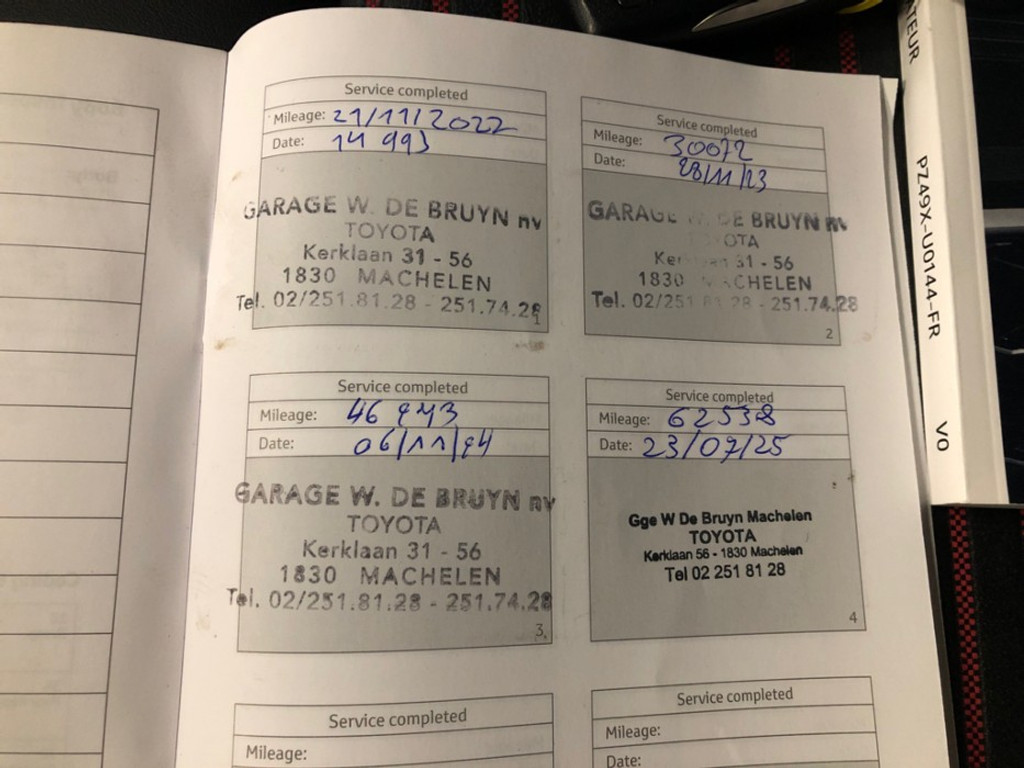 Service completed
Mileage: 21/11/2022
Date: 14 993
GARAGE W. DE BRUYN nv
TOYOTA
Kerklaan 31 - 56
1830 MACHELEN
Tel. 02/251.81.28 - 251.74.28
1
Service completed
Mileage: 30072
Date: 28/11/23
GARAGE W. DE BRUYN nv
TOYOTA
Kerklaan 31 - 56
1830 MACHELEN
Tel. 02/251.81.28 - 251.74.28
2
Service completed
Mileage:
Date: 06/11/24
GARAGE W. DE BRUYN nv
TOYOTA
Kerklaan 31 - 56
1830 MACHELEN
Tel. 02/251.81.28 - 251.74.28
3
Service completed
Mileage: 62538
Date: 23/07/25
Gge W De Bruyn Machelen
TOYOTA
Kerklaan 56 - 1830 Machelen
Tel 02 251 81 28
4
Service completed
Mileage:
Service completed
Mileage:
Date:
PZ49X-U0144-FR
VO